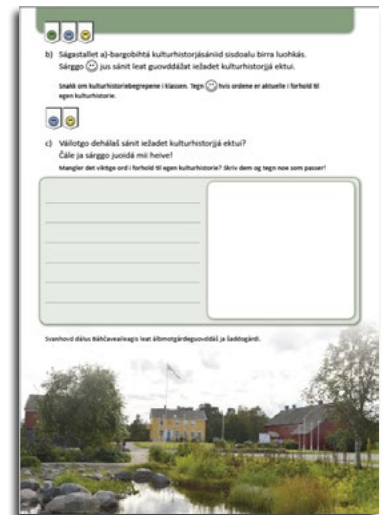 b) Ságastallet a)-bargobihtá kulturhistorjásániid sisdoalu birra luohkás.
Sárggo jus sánit leat guovddážat iežadet kulturhistorjjá ektui.
Snakk om kulturhistoriebegrepene i klassen. Tegn hvis ordene er aktuelle i forhold til
egen kulturhistorie.
c) Váilotgo dehálaš sánit iežadet kulturhistorjjá ektui?
Čále ja sárggo juoidá mii heive!
Mangler det viktige ord i forhold til egen kulturhistorie? Skriv dem og tegn noe som passer!
Svanhovd dálus Báhčaveaileagis leat álbmotgárdeguovddáš ja šaddogárdi.